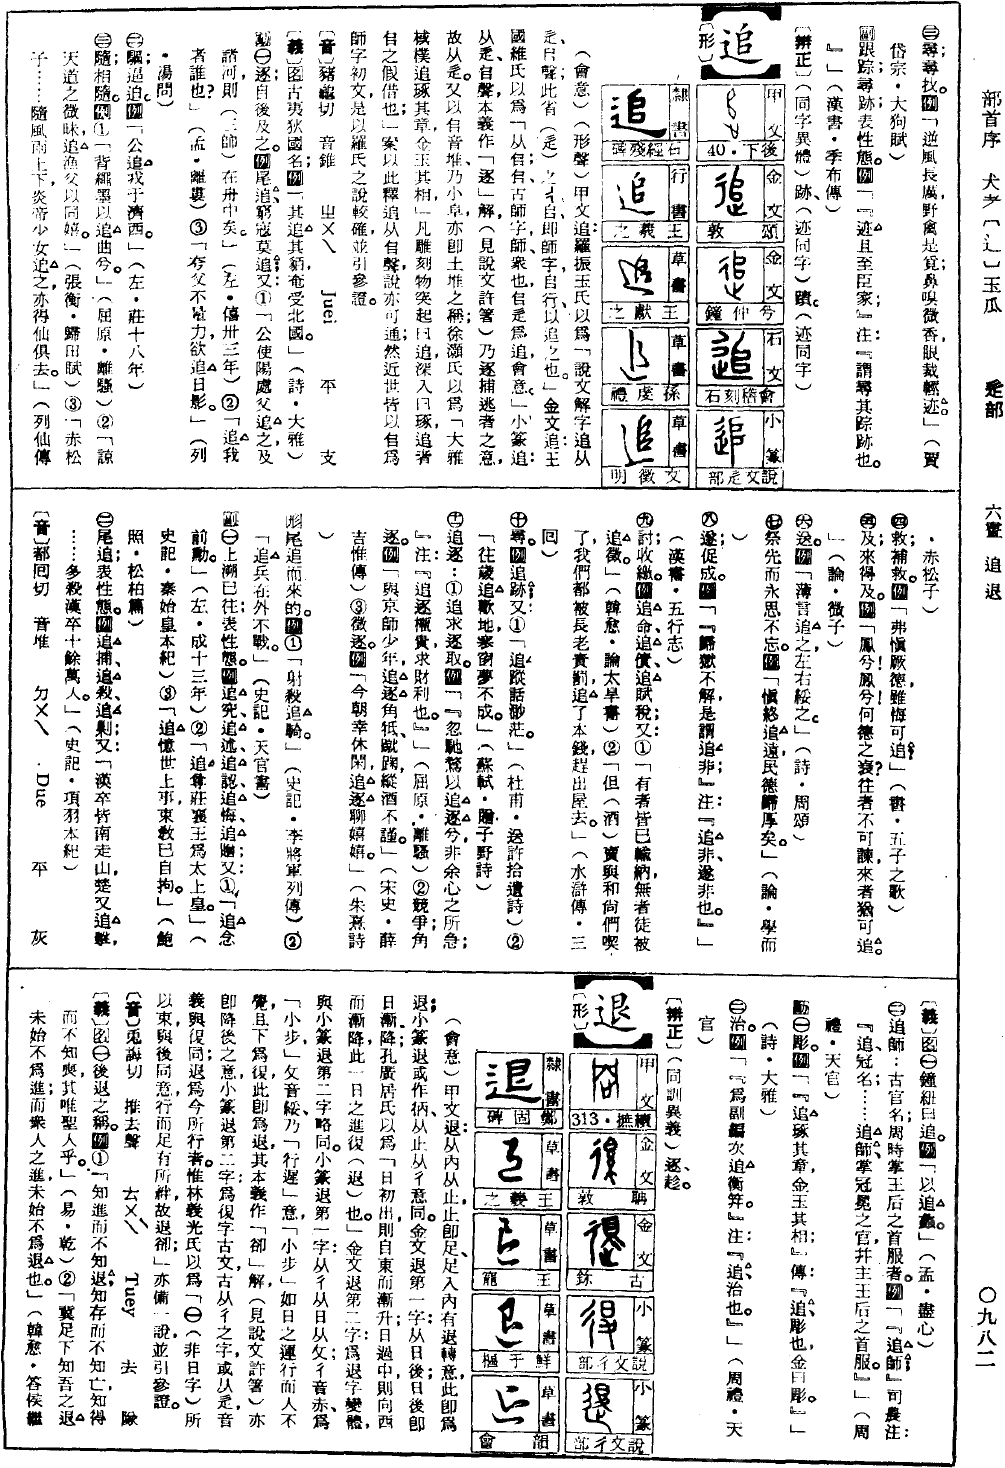 部首序 犬 玉瓜 辵部 六畫 追 退 〇九八二
㊂尋；尋找。例「逆風長厲，野禽是覓，鼻嗅微香，眼裁輕迹。」（賈
岱宗・大狗賦）
副跟踪尋跡，表性態。例「『迹且至臣家』注：『謂尋其踪跡也。
』」（漢書・季布傳）
〔辨正〕（同字異體）跡（迹同字）蹟（迹同字）
【追】
〔形〕
甲文 後下・40
金文 頌敦
金文 兮仲鐘
石文 會稽刻石
小篆 說文辵部
隸書 石經殘碑
行書 王羲之
草書 王獻之
草書 孫虔禮
草書 文徵明
（會意）（形聲）甲文追：羅振玉氏以爲「說文解字追从
辵𠂤聲，此省（辵）之，𠂤即師字，𠂤行以追之也。」金文追：王
國維氏以爲「从𠂤，𠂤古師字，師、衆也，𠂤辵爲追，會意。」小篆追：
从辵𠂤聲，本義作「逐」解（見說文許箸），乃逐捕逃者之意，
故从辵。又以𠂤音堆，乃小阜，亦卽土堆之稱，徐灝氏以爲「大雅
棫樸追琢其章，金玉其相」，凡雕刻物突起曰追，深入曰琢，追者
𠂤之假借也」案以此釋追从𠂤聲，說亦可通，然近世皆以𠂤爲
師字初文，是以羅氏之說較確，並引參證。
〔音〕豬龜切 音錐 ㄓㄨㄟ Juei 平 支
〔義〕名古夷狄國名。例「其追其貊，奄受北國。」（詩・大雅）
動㊀逐；自後及之。例尾追、窮寇莫追又：①「公使陽處父追之，及
諸河，則（三帥）在舟中矣。」（左・僖卅三年）②「追我
者誰也？」（孟・離婁）③「夸父不量力，欲追日影。」（列
・湯問）
㊁驅逼迫。例「公追戎于濟西。」（左・莊十八年）
㊂隨；相隨。例①「背繩墨以追曲兮。」（屈原・離騷）②「諒
天道之微昧，追漁父以同嬉。」（張衡・歸田賦）③「赤松
子……隨風雨上下，炎帝少女追之，亦得仙俱去。」（列仙傳
・赤松子）
㊃救；補救。例「弗愼厥德，雖悔可追。」（書・五子之歌）
㊄及；來得及。例「鳳兮！鳳兮！何德之衰？往者不可諫，來者猶可追。
」（論・微子）
㊅送。例「薄言追之，左右綏之。」（詩・周頌）
㊆祭先而永思不忘。例「愼終追遠，民德歸厚矣。」（論・學而
）
㊇遂；促成。例「『歸獄不解，是謂追非』注：『追非、遂非也。』」
（漢書・五行志）
㊈討；收繳。例追命、追債、追賦稅又：①「有者皆已輸納，無者徒被
追徵。」（韓愈・論太旱書）②「但（酒）賣與和尙們喫
了，我們都被長老責罰，追了本錢，趕出屋去。」（水滸傳・三
回）
㊉尋。例追跡又：①「追蹤話渺茫。」（杜甫・送許拾遺詩）②
「往歲追歡地，寒窗夢不成。」（蘇軾・贈子野詩）
追逐：①追求；逐取。例「『忽馳騖以追逐兮，非余心之所急；
『注：『追逐權貴，求財利也。』」（屈原・離騷）②競爭；角
逐。例「與京師少年追逐，角牴、蹴鞠，縱酒不謹。」（宋史・薛
吉惟傳）③徵逐。例「今朝幸休閑，追逐聊嬉嬉。」（朱熹詩
）
形尾追而來的。例①「射殺追騎。」（史記・李將軍列傳）②
「追兵在外不戰。」（史記・天官書）
副㊀上溯已往，表性態。例追究、追述、追認、追悔、追贈；又：①「追念
前勳。」（左・成十三年）②「追尊莊襄王爲太上皇。」（
史記・秦始皇本紀）③「追憶世上事，束敎已自拘。」（鮑
照・松柏篇）
㊁尾追；表性態。例追捕、追殺、追剿又：「漢卒皆南走山，楚又追擊，
……多殺漢卒十餘萬人。」（史記・項羽本紀）
〔音〕都囘切 音堆 ㄉㄨㄟ Due 平 灰
〔義〕名㊀鐘紐曰追。例「以追蠡。」（孟・盡心）
㊁追師：古官名，周時掌王后之首服者。例「『追師』司農注：
『追、冠名；……追師，掌冠冕之官，并主王后之首服。』」（周
禮・天官）
動㊀彫。例「『追琢其章，金玉其相』傳：『追、彫也，金曰彫。』」
（詩・大雅）
㊁治。例「『爲副編次追衡笄。』注：『追、治也。』」（周禮・天
官）
〔辨正〕（同訓異義）逐、趁。
【退】
〔形〕
甲文 續撫・313
金文 聃敦
金文 古鉥
小篆 說文彳部
小篆 說文彳部
隸書 鄭固碑
草書 王羲之
草書 王寵
草書 鮮于樞
草書 韻會
（會意）甲文退：从內从止，止卽足，足入內有退轉意，此卽爲
退；小篆退或作㣛，从止从彳意同。金文退第一字：从日後，日後卽
日漸降，孔廣居氏以爲「日初出則自東而漸升，日過中則向西
而漸降，此一日之進復（退）也。」金文退第二字：爲退字變體，
與小篆退第二字略同。小篆退第一字：从彳从日从夊，彳音亦，爲
「小步」，夊音綏，乃「行遲」意，「小步」如日之運行而人不
覺，且下爲復，此卽爲退，其本義作「卻」解（見說文許箸），亦
卽降後之意。小篆退第二字爲復字古文，古从彳之字或从辵，音
義與復同；退爲今所行者。惟林義光氏以爲「㊀（非日字）所
以束，與後同意，行而足有所絆，故退卻」亦備一說，並引參證。
〔音〕兎誨切 推去聲 ㄊㄨㄟˋ Tuey 去 隊
〔義〕名㊀後退之稱。例①「知進而不知退，知存而不知亡，知得
而不知喪，其唯聖人乎。」（易・乾）②「冀足下知吾之退
未始不爲進，而衆人之進，未始不爲退也。」（韓愈・答侯繼